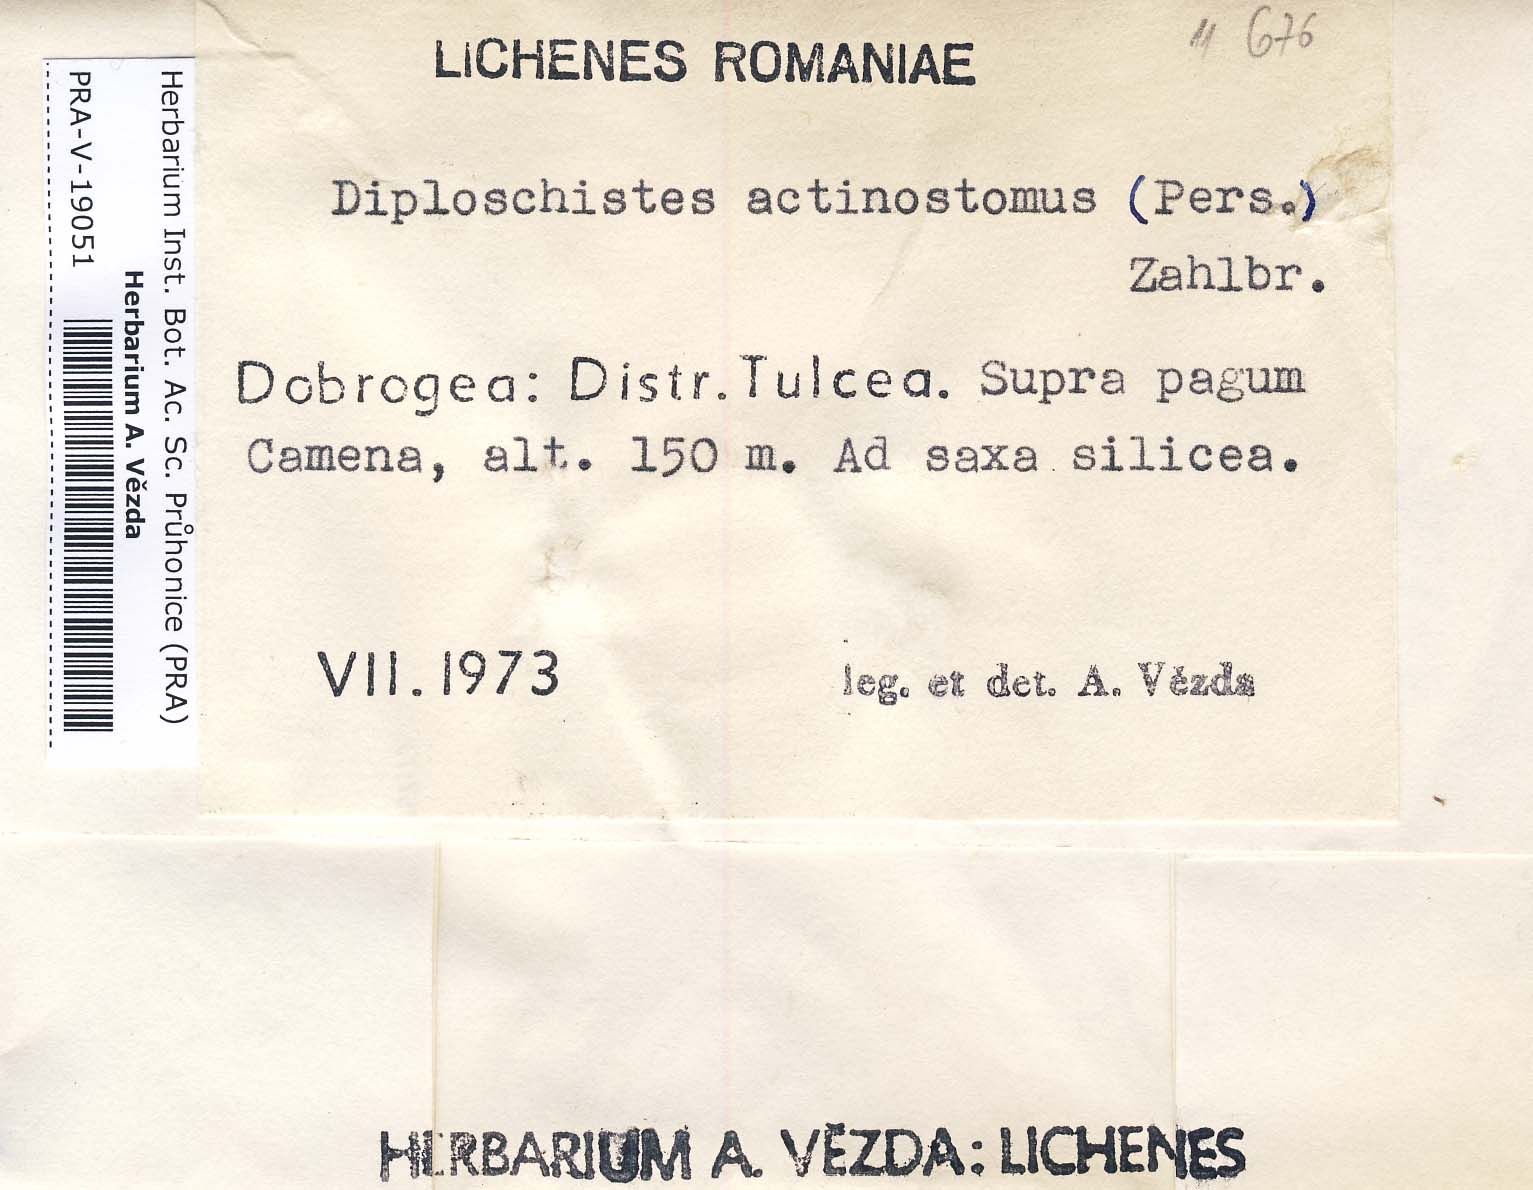 LICHENES ROMANIAE
676
Diploschistes actinostomus (Pers.)
Zahlbr.
Dobrogea: Distr. Tulcea. Supra pagum
Camena, alt. 150 m. Ad saxa silicea.
VII. 1973
leg. et det. A. Vězda
Herbarium Inst. Bot. Ac. Sc. Průhonice (PRA)
Herbarium A. Vězda
PRA-V-19051
HERBARIUM A. VĚZDA: LICHENES